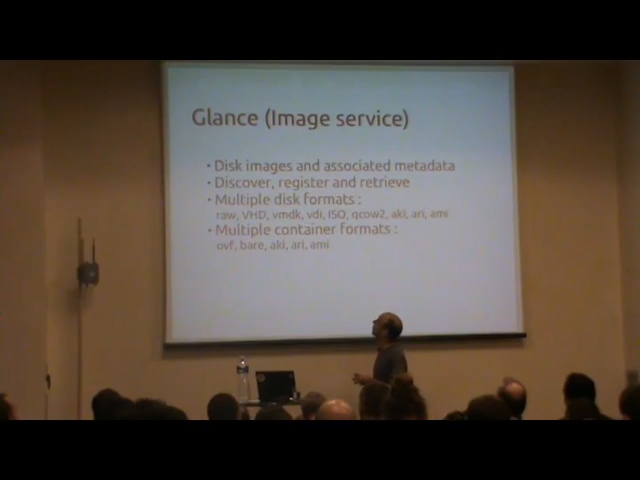 Glance (Image service)
• Disk images and associated metadata
• Discover, register and retrieve
• Multiple disk formats :
raw, VHD, vmdk, vdi, ISO, qcow2, aki, ari, ami
• Multiple container formats :
ovf, bare, aki, ari, ami